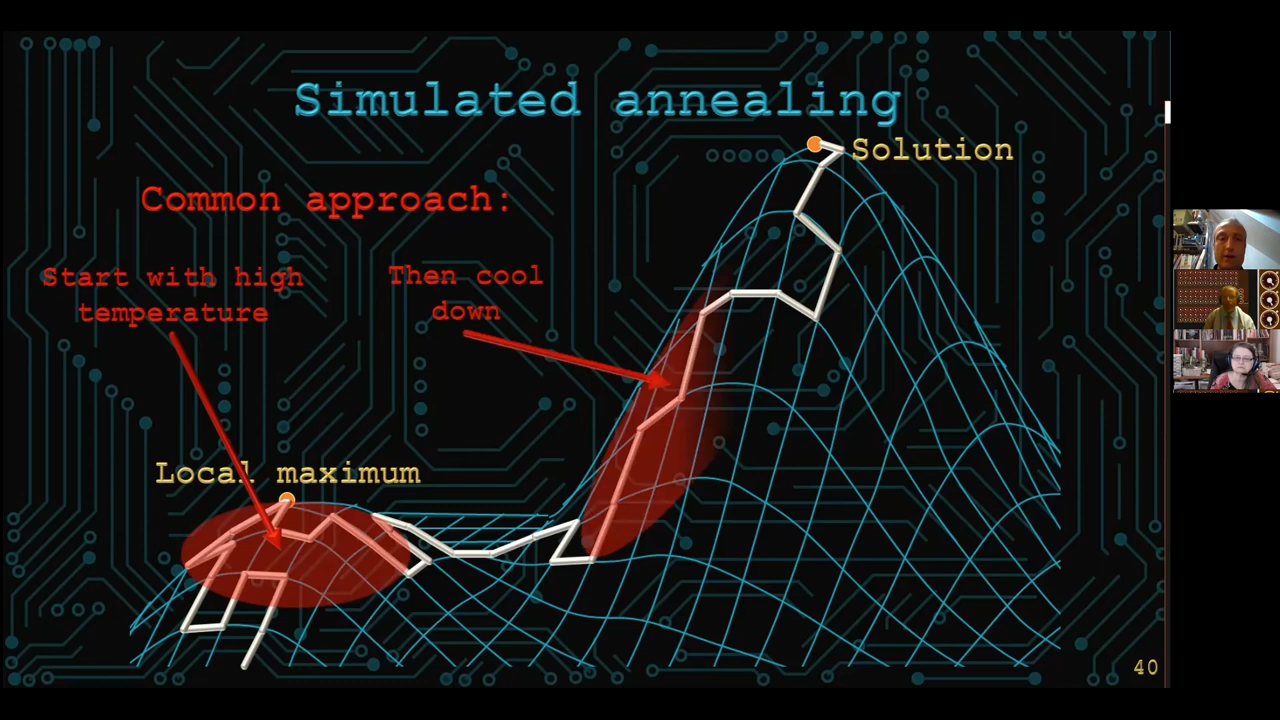 Simulated annealing
Solution
Common approach:
Start with high
temperature
Then cool
down
Local maximum
40